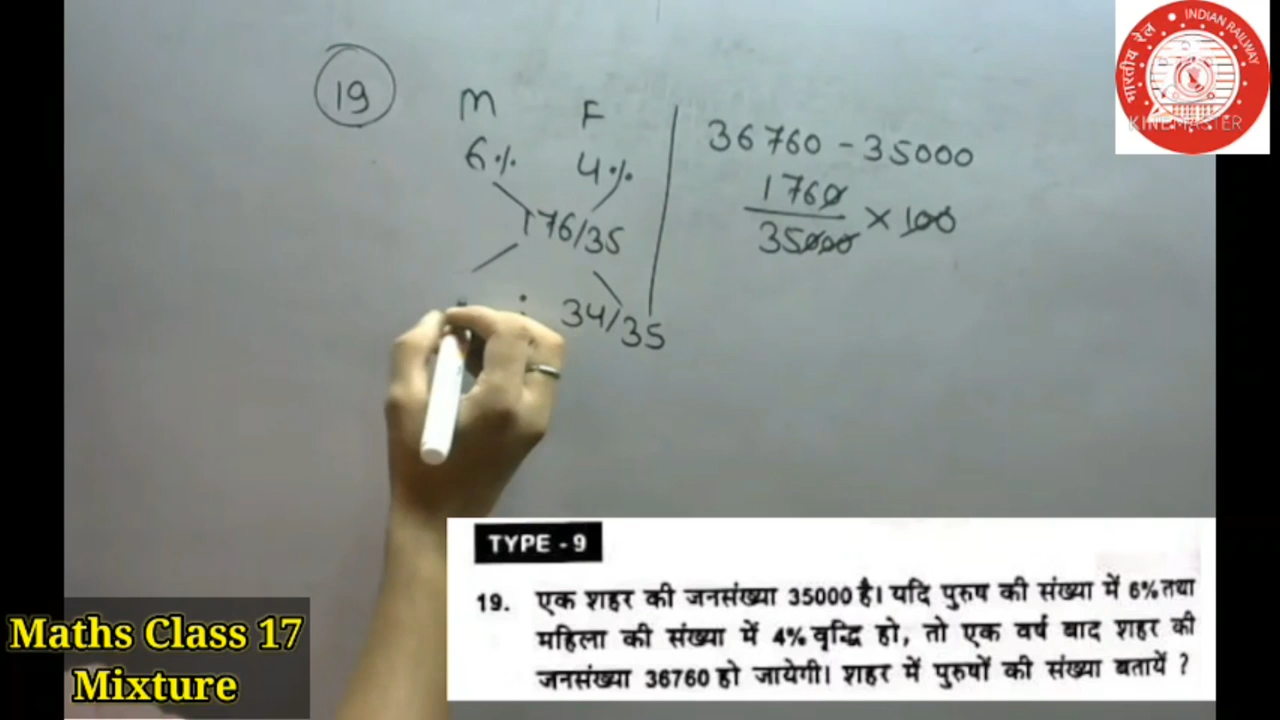 19
M F
6% 4%
176/35
: 34/35
36760 - 35000
1760
35000 × 100
भारतीय रेल • INDIAN RAILWAY
KINEMASTER
TYPE - 9
19. एक शहर की जनसंख्या 35000 है। यदि पुरुष की संख्या में 6% तथा
महिला की संख्या में 4% वृद्धि हो, तो एक वर्ष बाद शहर की
जनसंख्या 36760 हो जायेगी। शहर में पुरुषों की संख्या बतायें ?
Maths Class 17
Mixture